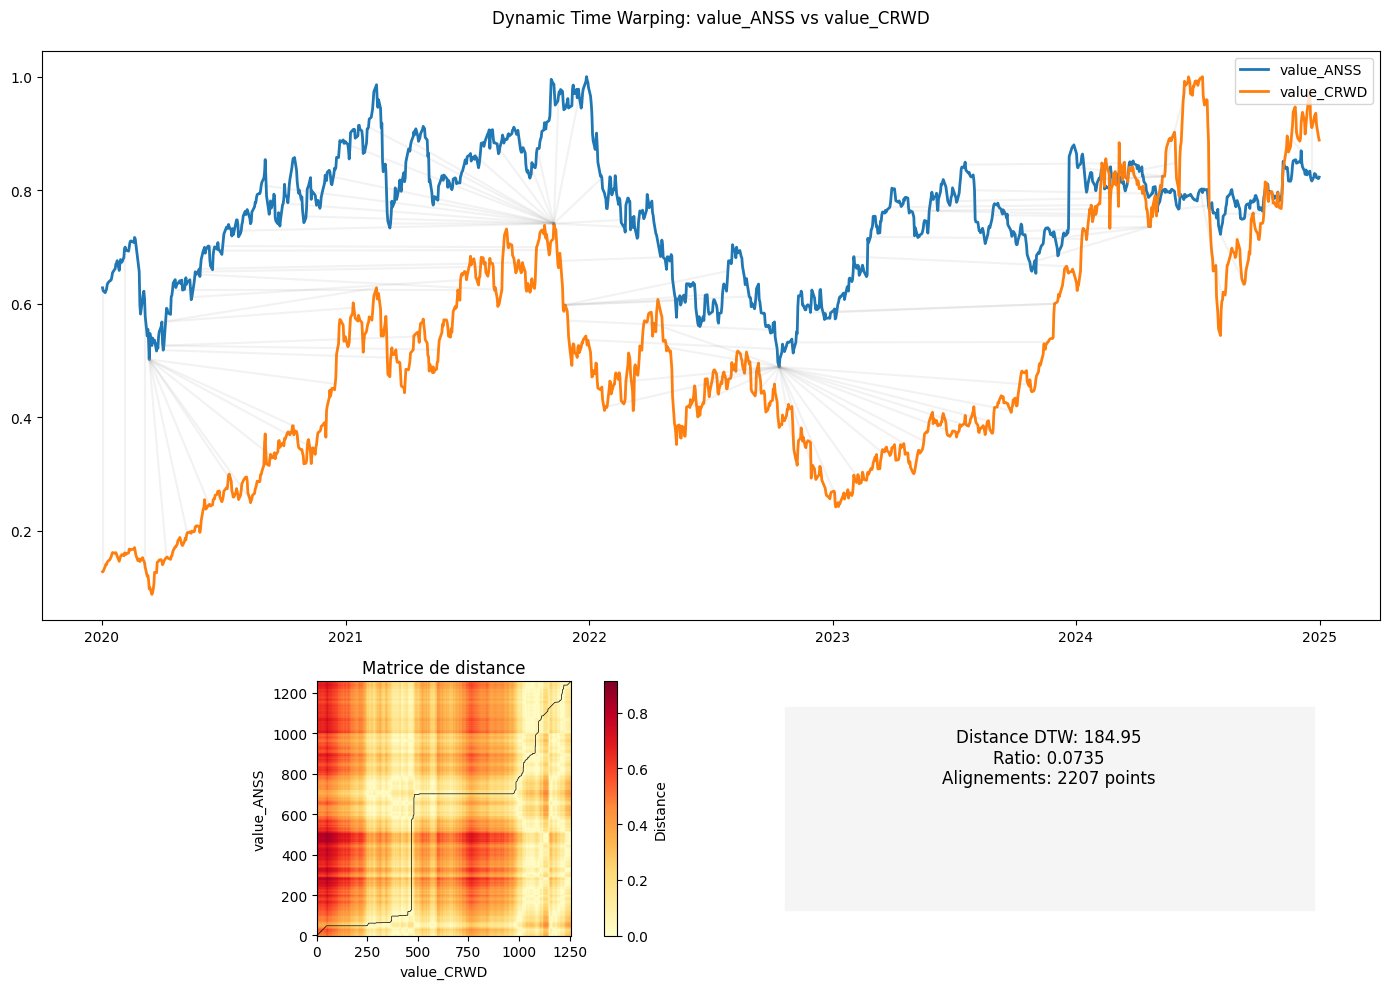 Dynamic Time Warping: value_ANSS vs value_CRWD
value_ANSS
value_CRWD
1.0
0.8
0.6
0.4
0.2
2020
2021
2022
2023
2024
2025
Matrice de distance
value_ANSS
1200
1000
800
600
400
200
0
0
250
500
750
1000
1250
value_CRWD
0.8
0.6
0.4
0.2
0.0
Distance
Distance DTW: 184.95
Ratio: 0.0735
Alignements: 2207 points